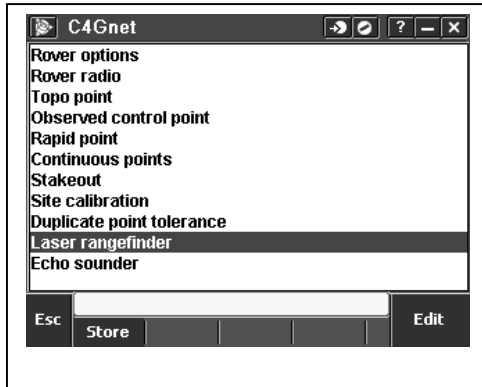 C4Gnet ? – ×
Rover options
Rover radio
Topo point
Observed control point
Rapid point
Continuous points
Stakeout
Site calibration
Duplicate point tolerance
Laser rangefinder
Echo sounder
Esc Store Edit